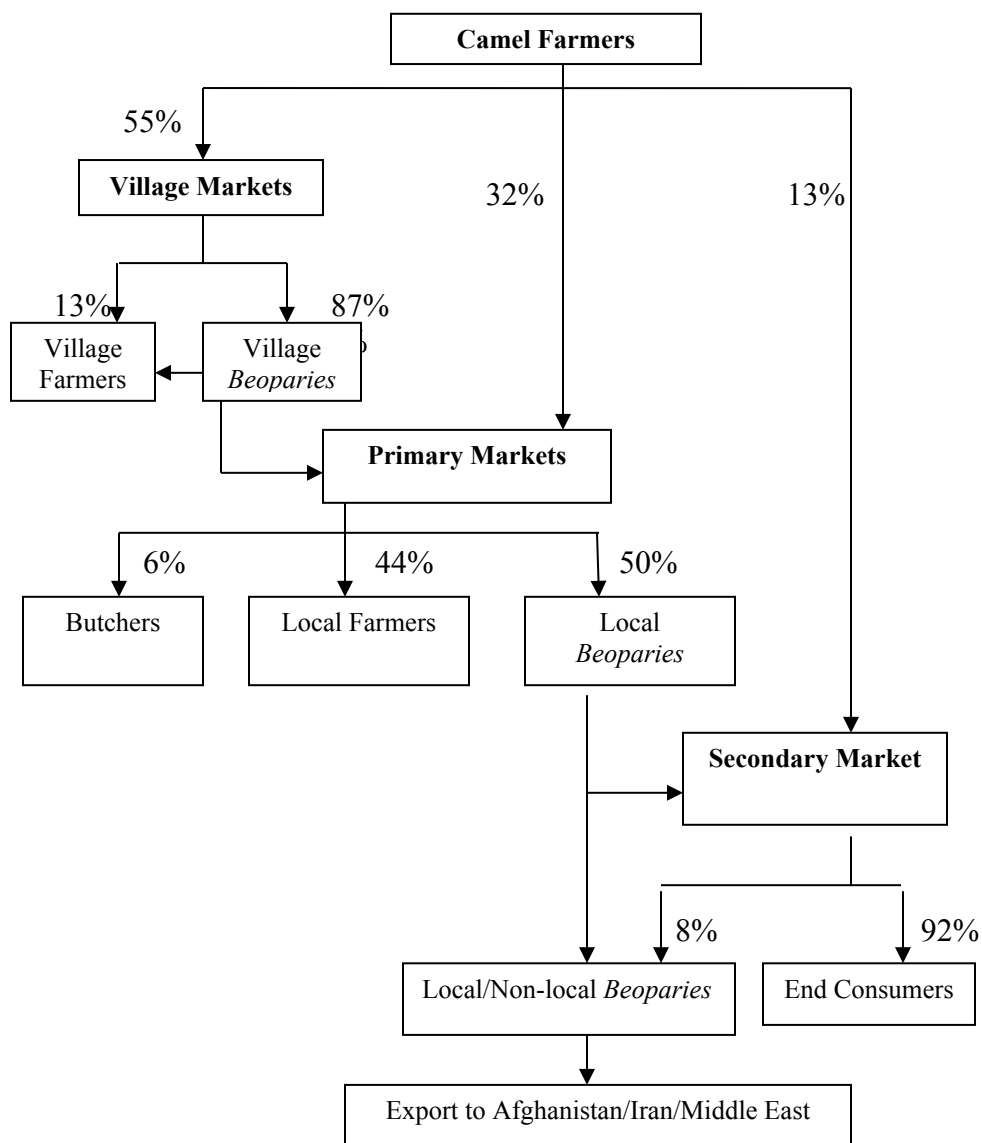 Camel Farmers
55%
Village Markets
32%
13%
13%
87%
%
Village
Farmers
Village
Beoparies
Primary Markets
6%
44%
50%
Butchers
Local Farmers
Local
Beoparies
Secondary Market
8%
92%
Local/Non-local Beoparies
End Consumers
Export to Afghanistan/Iran/Middle East